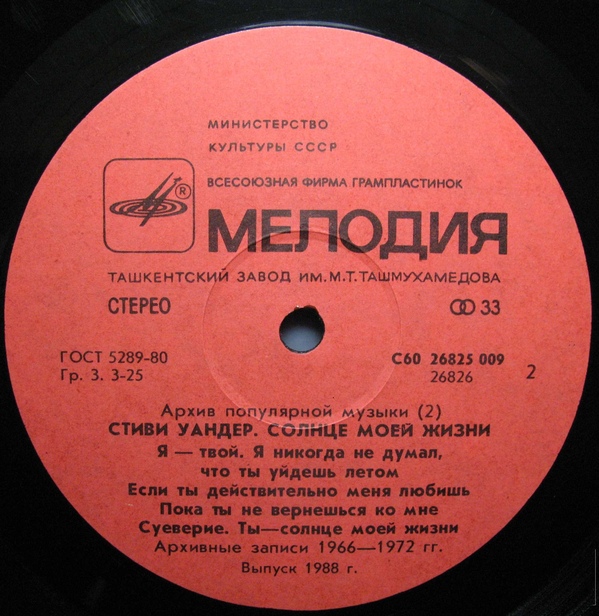 МИНИСТЕРСТВО
КУЛЬТУРЫ СССР
ВСЕСОЮЗНАЯ ФИРМА ГРАМПЛАСТИНОК
®
МЕЛОДИЯ
ТАШКЕНТСКИЙ ЗАВОД ИМ. М.Т. ТАШМУХАМЕДОВА
СТЕРЕО 33
ГОСТ 5289-80 С60 26825 009
Гр. 3. 3-25 26826 2
Архив популярной музыки (2)
СТИВИ УАНДЕР. СОЛНЦЕ МОЕЙ ЖИЗНИ
Я — твой. Я никогда не думал,
что ты уйдешь летом
Если ты действительно меня любишь
Пока ты не вернешься ко мне
Суеверие. Ты—солнце моей жизни
Архивные записи 1966—1972 гг.
Выпуск 1988 г.